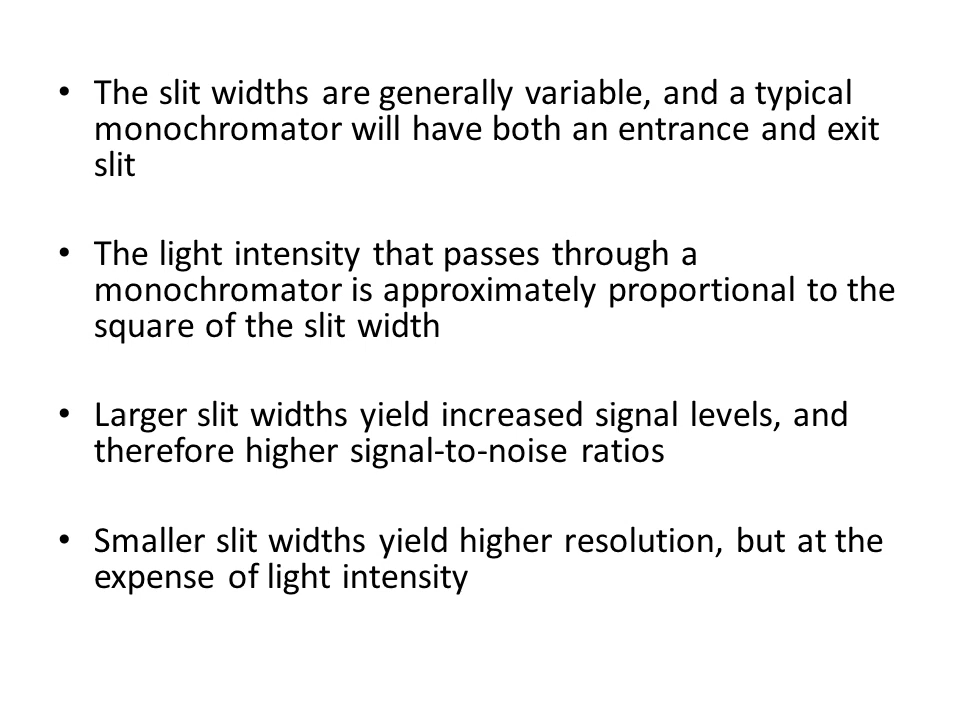 • The slit widths are generally variable, and a typical
monochromator will have both an entrance and exit
slit
• The light intensity that passes through a
monochromator is approximately proportional to the
square of the slit width
• Larger slit widths yield increased signal levels, and
therefore higher signal-to-noise ratios
• Smaller slit widths yield higher resolution, but at the
expense of light intensity